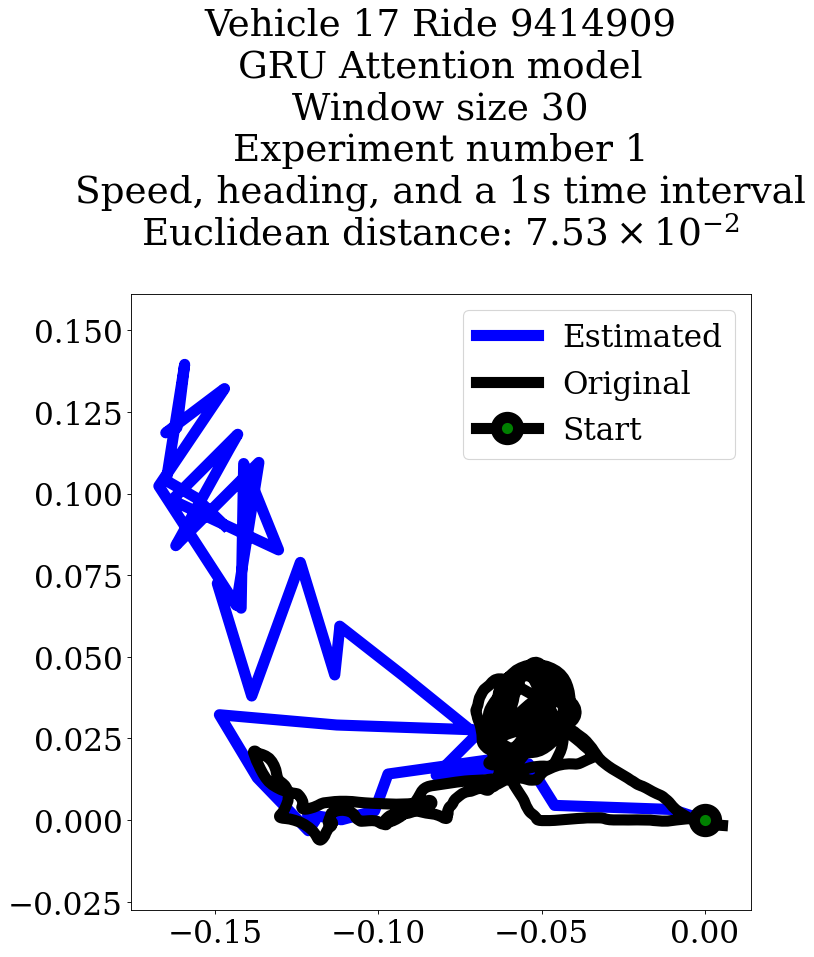 Vehicle 17 Ride 9414909
GRU Attention model
Window size 30
Experiment number 1
Speed, heading, and a 1s time interval
Euclidean distance: 7.53 × 10⁻²
Estimated
Original
Start
0.150
0.125
0.100
0.075
0.050
0.025
0.000
−0.025
−0.15 −0.10 −0.05 0.00